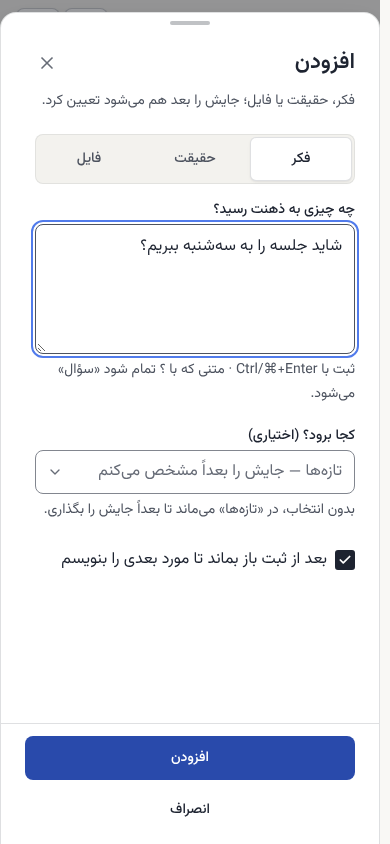 افزودن
فکر، حقیقت یا فایل؛ جایش را بعد هم می‌شود تعیین کرد.
فکر
حقیقت
فایل
چه چیزی به ذهنت رسید؟
شاید جلسه را به سه‌شنبه ببریم؟
ثبت با Ctrl/⌘+Enter · متنی که با ؟ تمام شود «سؤال»
می‌شود.
کجا برود؟ (اختیاری)
تازه‌ها — جایش را بعداً مشخص می‌کنم
بدون انتخاب، در «تازه‌ها» می‌ماند تا بعداً جایش را بگذاری.
بعد از ثبت باز بماند تا مورد بعدی را بنویسم
افزودن
انصراف